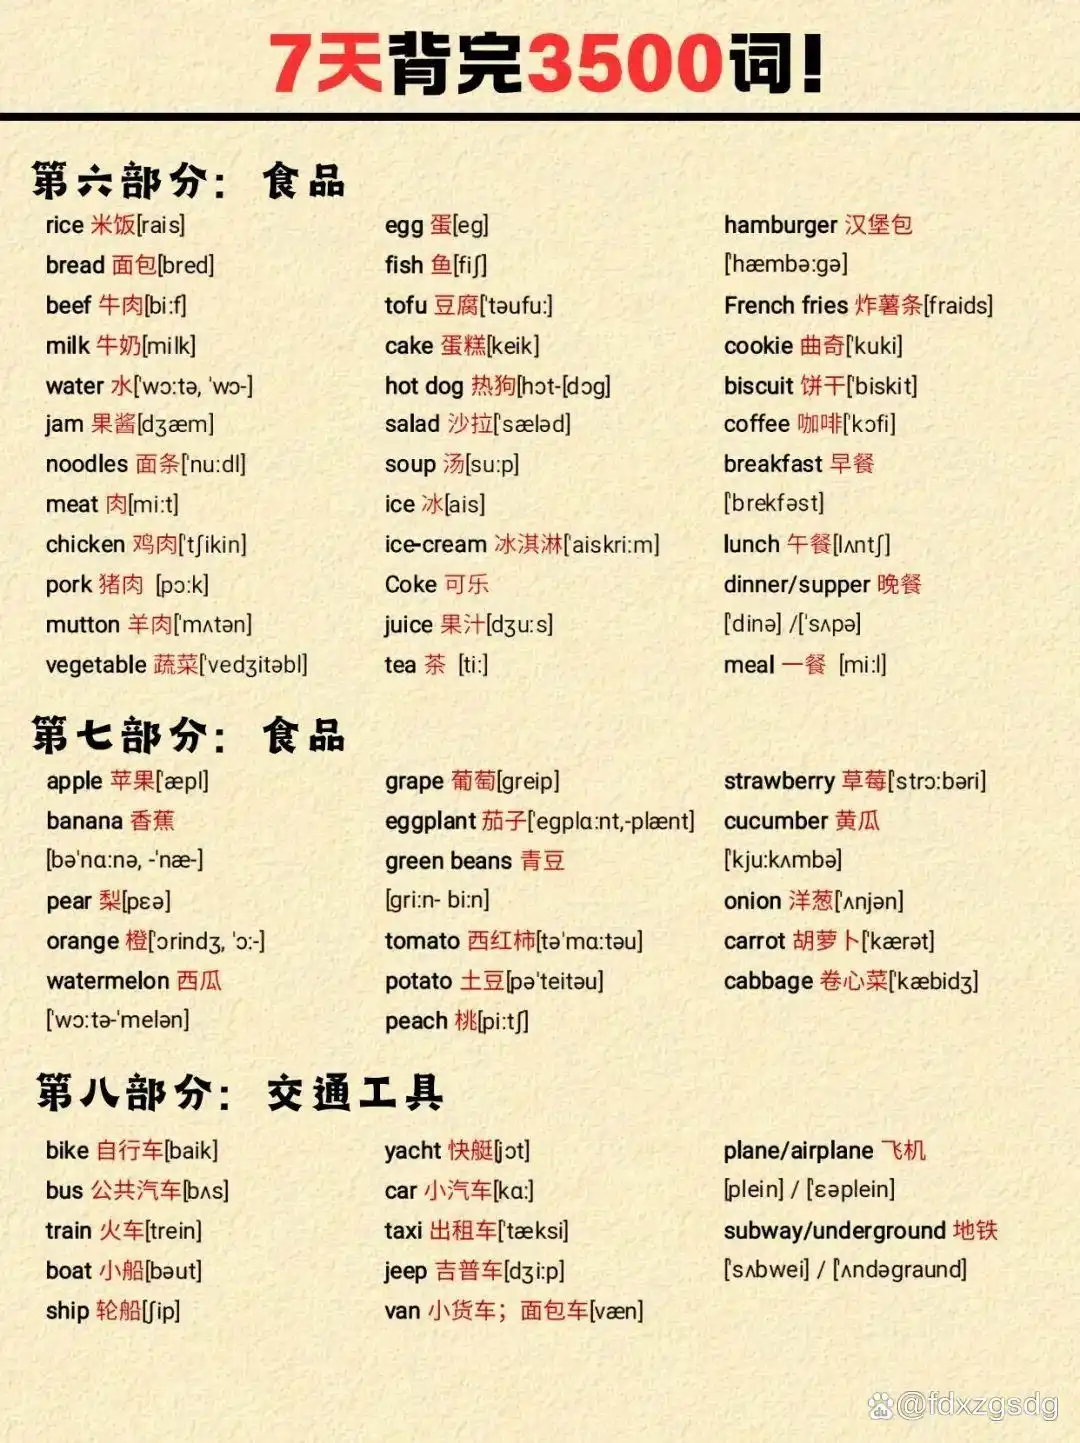 7天背完3500词!
第六部分: 食品
rice 米饭[rais]
bread 面包[bred]
beef 牛肉[bi:f]
milk 牛奶[milk]
water 水['wɔ:tə, 'wɔ-]
jam 果酱[dʒæm]
noodles 面条['nu:dl]
meat 肉[mi:t]
chicken 鸡肉['tʃikin]
pork 猪肉 [pɔ:k]
mutton 羊肉['mʌtən]
vegetable 蔬菜['vedʒitəbl]
egg 蛋[eg]
fish 鱼[fiʃ]
tofu 豆腐['təufu:]
cake 蛋糕[keik]
hot dog 热狗[hɔt-[dɔg]
salad 沙拉['sæləd]
soup 汤[su:p]
ice 冰[ais]
ice-cream 冰淇淋['aiskri:m]
Coke 可乐
juice 果汁[dʒu:s]
tea 茶 [ti:]
hamburger 汉堡包
['hæmbə:gə]
French fries 炸薯条[fraids]
cookie 曲奇['kuki]
biscuit 饼干['biskit]
coffee 咖啡['kɔfi]
breakfast 早餐
['brekfəst]
lunch 午餐[lʌntʃ]
dinner/supper 晚餐
['dinə] /['sʌpə]
meal 一餐 [mi:l]
第七部分: 食品
apple 苹果['æpl]
banana 香蕉
[bə'nɑ:nə, -'næ-]
pear 梨[pɛə]
orange 橙['ɔrindʒ, 'ɔ:-]
watermelon 西瓜
['wɔ:tə-'melən]
grape 葡萄[greip]
eggplant 茄子['egplɑ:nt,-plænt]
green beans 青豆
[gri:n- bi:n]
tomato 西红柿[tə'mɑ:təu]
potato 土豆[pə'teitəu]
peach 桃[pi:tʃ]
strawberry 草莓['strɔ:bəri]
cucumber 黄瓜
['kju:kʌmbə]
onion 洋葱['ʌnjən]
carrot 胡萝卜['kærət]
cabbage 卷心菜['kæbidʒ]
第八部分: 交通工具
bike 自行车[baik]
bus 公共汽车[bʌs]
train 火车[trein]
boat 小船[bəut]
ship 轮船[ʃip]
yacht 快艇[jɔt]
car 小汽车[kɑ:]
taxi 出租车['tæksi]
jeep 吉普车[dʒi:p]
van 小货车；面包车[væn]
plane/airplane 飞机
[plein] / ['ɛəplein]
subway/underground 地铁
['sʌbwei] / [ʌndəgraund]
@fdxzgsdg